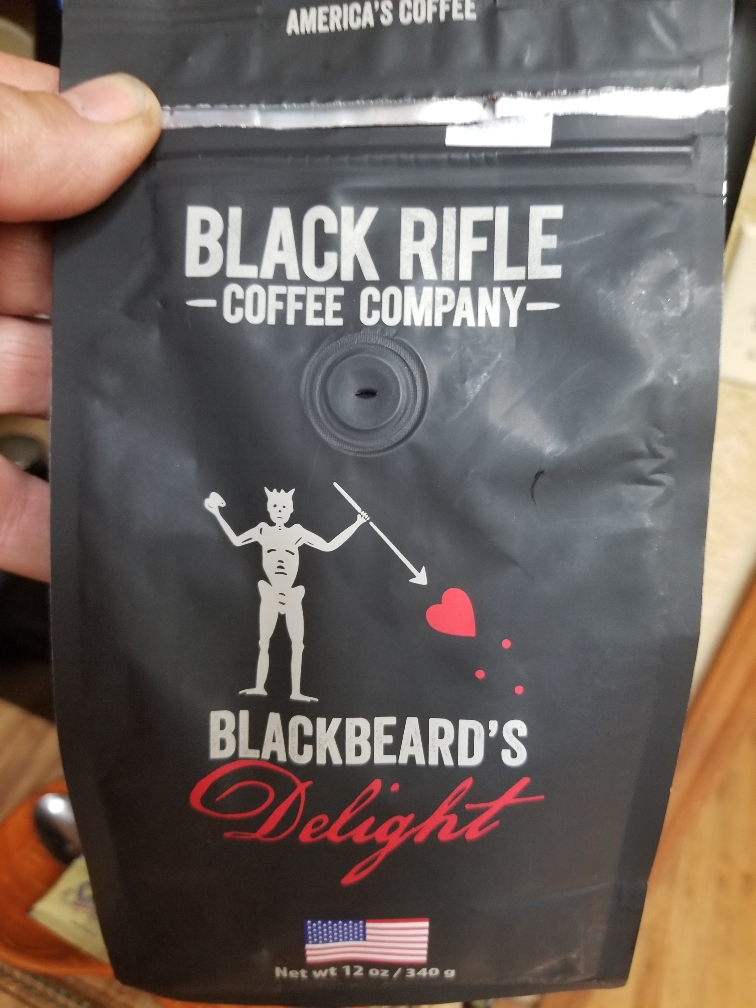 AMERICA'S COFFEE
BLACK RIFLE
-COFFEE COMPANY-
BLACKBEARD'S
Delight
Net wt 12 oz / 340 g